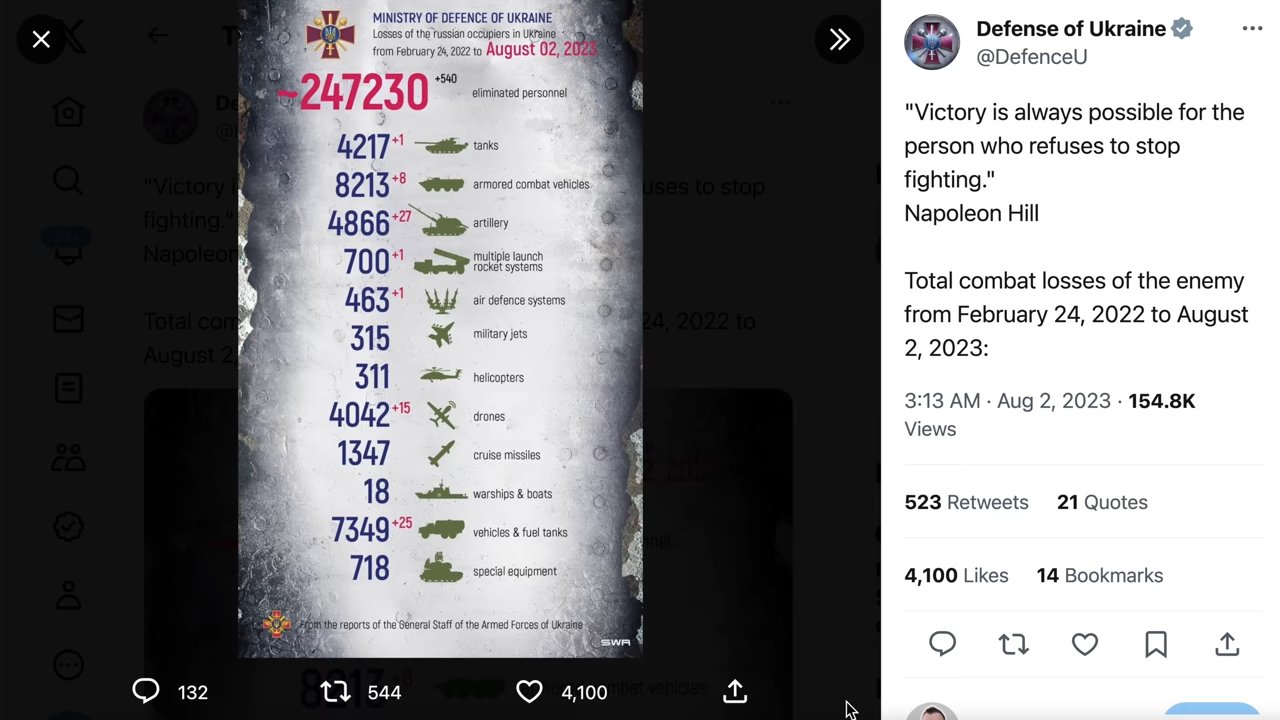 MINISTRY OF DEFENCE OF UKRAINE
Losses of the russian occupiers in Ukraine
from February 24, 2022 to August 02, 2023
~247230 +540 eliminated personnel
4217 +1 tanks
8213 +8 armored combat vehicles
4866 +27 artillery
700 +1 multiple launch
rocket systems
463 +1 air defence systems
315 military jets
311 helicopters
4042 +15 drones
1347 cruise missiles
18 warships & boats
7349 +25 vehicles & fuel tanks
718 special equipment
From the reports of the General Staff of the Armed Forces of Ukraine
SWA
132 544 4,100
Defense of Ukraine
@DefenceU
"Victory is always possible for the
person who refuses to stop
fighting."
Napoleon Hill
Total combat losses of the enemy
from February 24, 2022 to August
2, 2023:
3:13 AM · Aug 2, 2023 · 154.8K
Views
523 Retweets 21 Quotes
4,100 Likes 14 Bookmarks